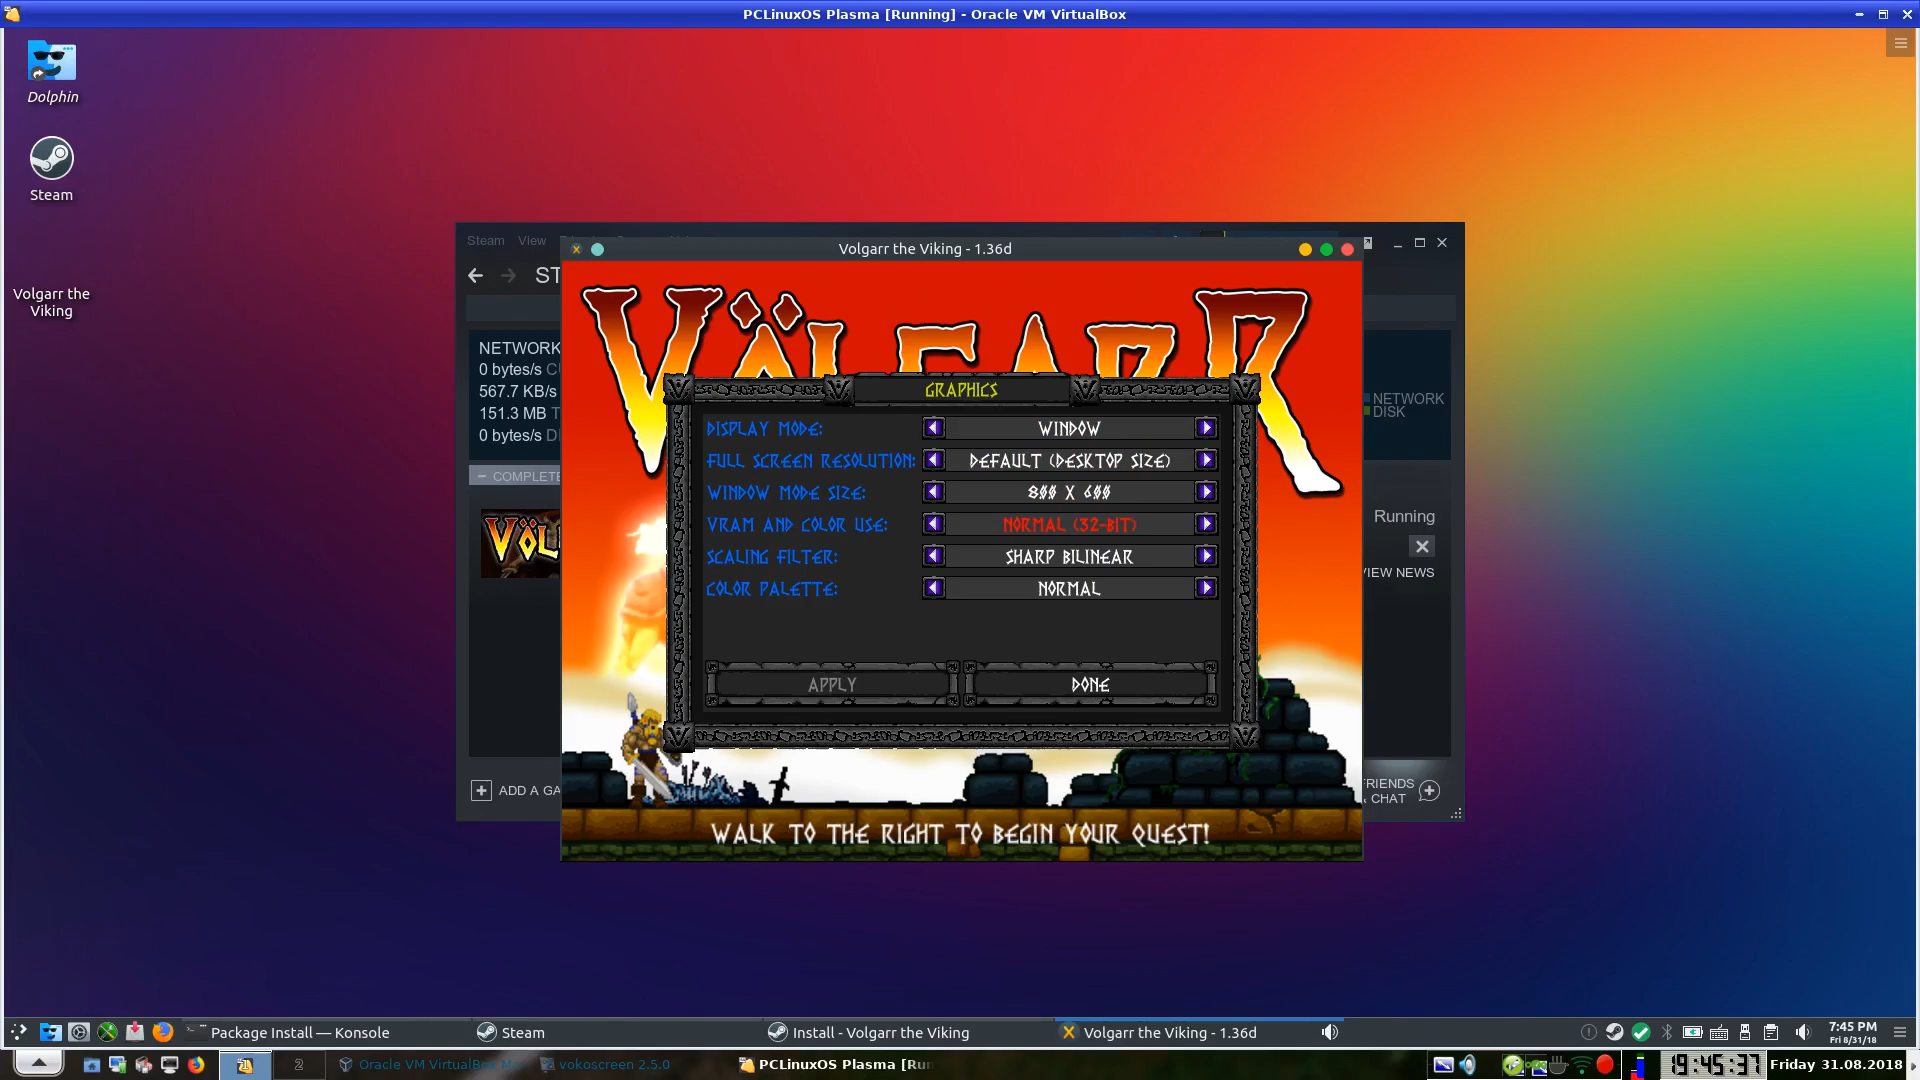 PCLinuxOS Plasma [Running] - Oracle VM VirtualBox
Dolphin
Steam
Volgarr the
Viking
Steam View
Volgarr the Viking - 1.36d
ST
NETWORK
0 bytes/s
567.7 KB/s
151.3 MB
0 bytes/s
COMPLETE
VÖL
ADD A GA
VÖLGARR
GRAPHICS
DISPLAY MODE: WINDOW
FULL SCREEN RESOLUTION: DEFAULT (DESKTOP SIZE)
WINDOW MODE SIZE: 800 X 600
VRAM AND COLOR USE: NORMAL (32-BIT)
SCALING FILTER: SHARP BILINEAR
COLOR PALETTE: NORMAL
APPLY DONE
WALK TO THE RIGHT TO BEGIN YOUR QUEST!
NETWORK
DISK
Running
VIEW NEWS
FRIENDS
& CHAT
Package Install — Konsole
Steam
Install - Volgarr the Viking
Volgarr the Viking - 1.36d
7:45 PM
Fri 8/31/18
2
Oracle VM VirtualBox
vokoscreen 2.5.0
PCLinuxOS Plasma [Run
19:45:37
Friday 31.08.2018